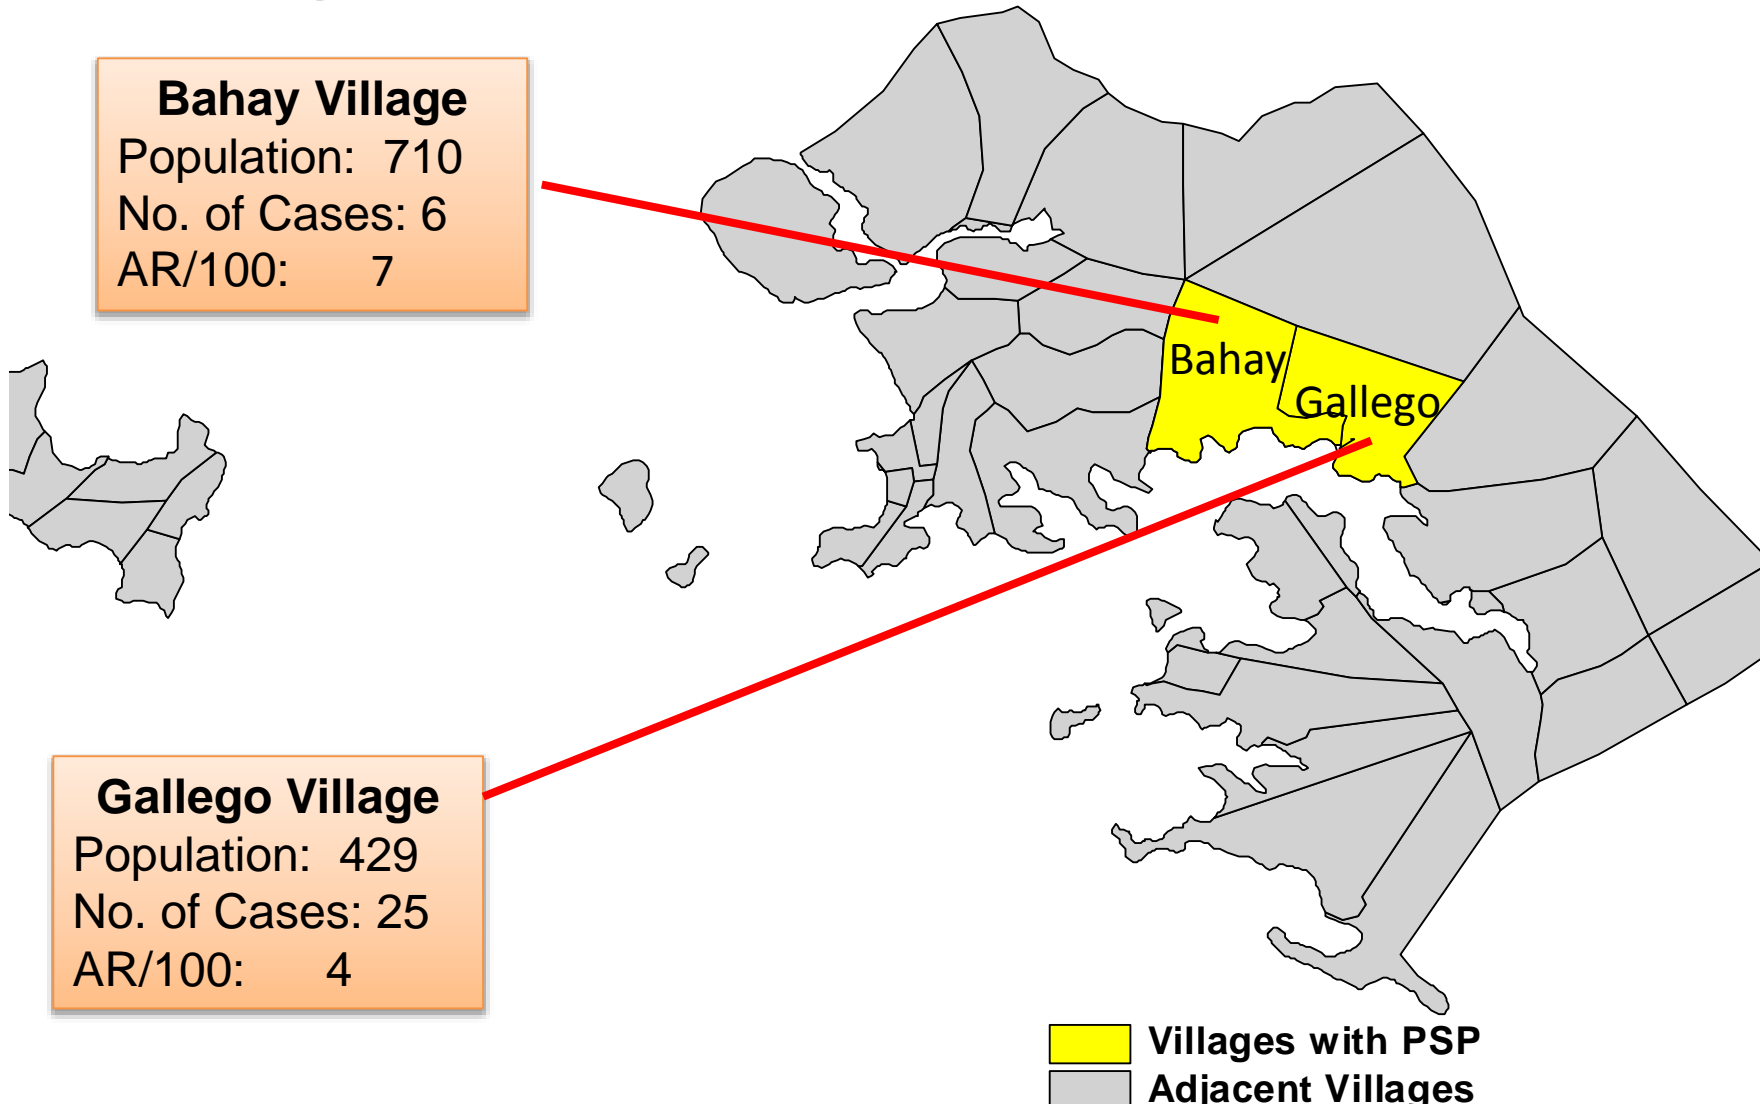 Bahay Village
Population: 710
No. of Cases: 6
AR/100: 7
Bahay
Gallego
Gallego Village
Population: 429
No. of Cases: 25
AR/100: 4
Villages with PSP
Adjacent Villages